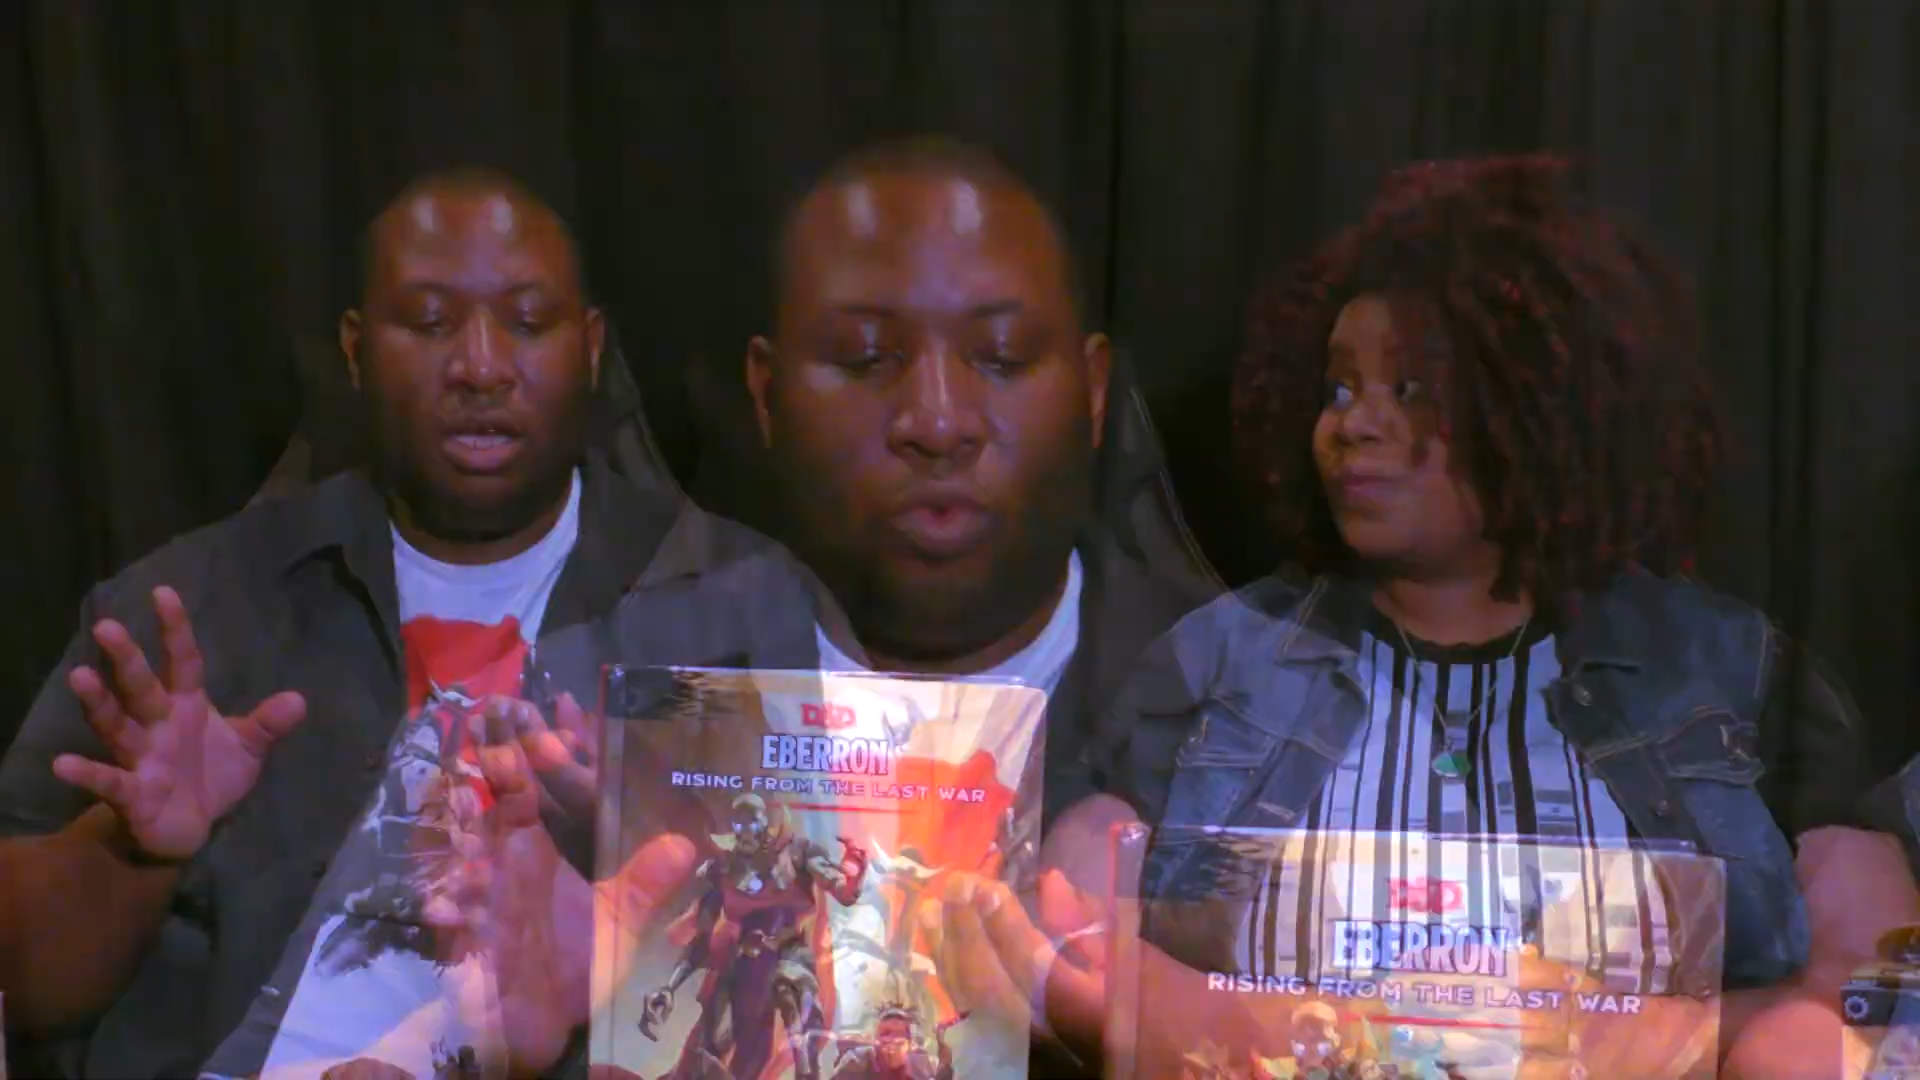 D&D
EBERRON
RISING FROM THE LAST WAR
D&D
EBERRON
RISING FROM THE LAST WAR